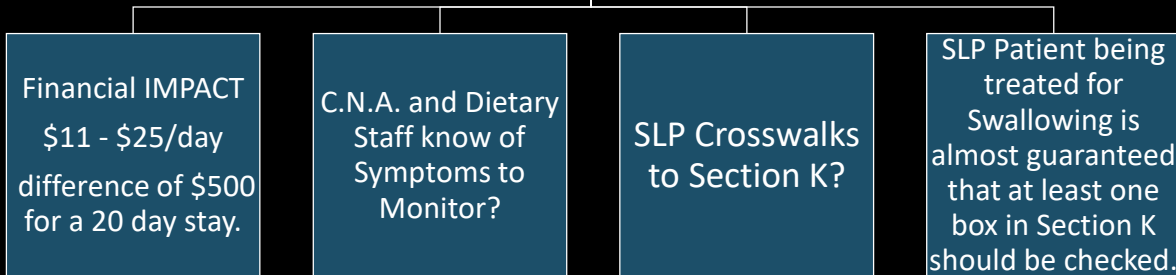 Financial IMPACT
$11 - $25/day
difference of $500
for a 20 day stay.
C.N.A. and Dietary
Staff know of
Symptoms to
Monitor?
SLP Crosswalks
to Section K?
SLP Patient being
treated for
Swallowing is
almost guaranteed
that at least one
box in Section K
should be checked.